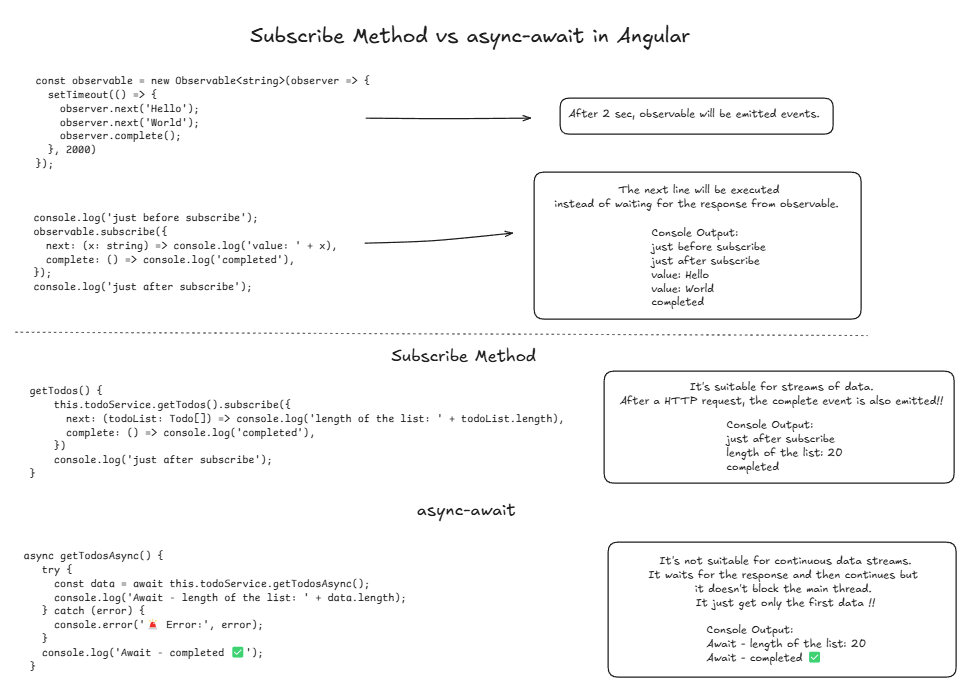 Subscribe Method vs async-await in Angular
const observable = new Observable<string>(observer => {
  setTimeout(() => {
    observer.next('Hello');
    observer.next('World');
    observer.complete();
  }, 2000)
});
After 2 sec, observable will be emitted events.
console.log('just before subscribe');
observable.subscribe({
  next: (x: string) => console.log('value: ' + x),
  complete: () => console.log('completed'),
});
console.log('just after subscribe');
The next line will be executed
instead of waiting for the response from observable.
Console Output:
just before subscribe
just after subscribe
value: Hello
value: World
completed
Subscribe Method
getTodos() {
    this.todoService.getTodos().subscribe({
      next: (todoList: Todo[]) => console.log('length of the list: ' + todoList.length),
      complete: () => console.log('completed'),
    })
    console.log('just after subscribe');
}
It's suitable for streams of data.
After a HTTP request, the complete event is also emitted!!
Console Output:
just after subscribe
length of the list: 20
completed
async-await
async getTodosAsync() {
   try {
     const data = await this.todoService.getTodosAsync();
     console.log('Await - length of the list: ' + data.length);
   } catch (error) {
     console.error('🚨 Error:', error);
   }
   console.log('Await - completed ✅');
}
It's not suitable for continuous data streams.
It waits for the response and then continues but
it doesn't block the main thread.
It just get only the first data !!
Console Output:
Await - length of the list: 20
Await - completed ✅